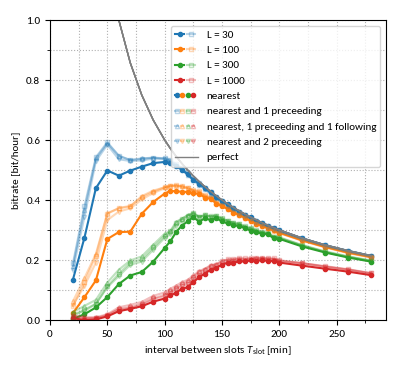 1.0
0.8
0.6
0.4
0.2
0.0
bitrate [bit/hour]
L = 30
L = 100
L = 300
L = 1000
nearest
nearest and 1 preceeding
nearest, 1 preceeding and 1 following
nearest and 2 preceeding
perfect
0 50 100 150 200 250
interval between slots T_slot [min]